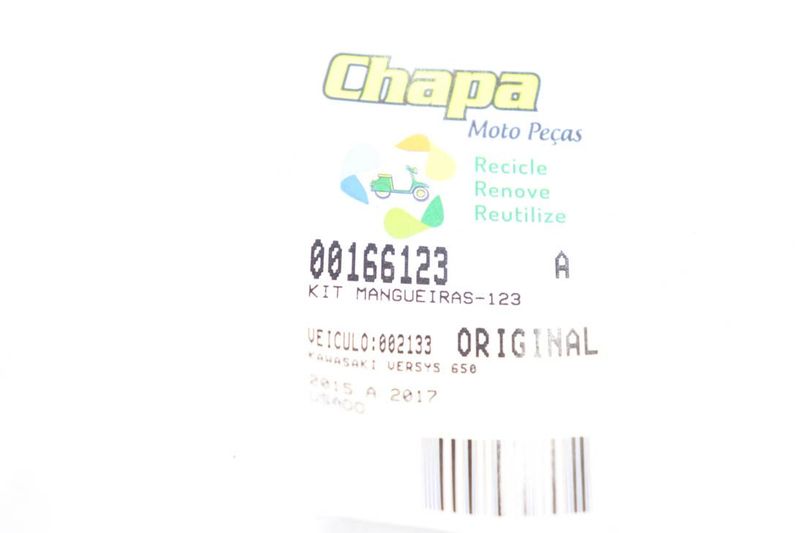 Chapa
Moto Peças
Recicle
Renove
Reutilize
00166123 A
KIT MANGUEIRAS-123
VEICULO:002133 ORIGINAL
KAWASAKI VERSYS 650
2015 A 2017
USADO